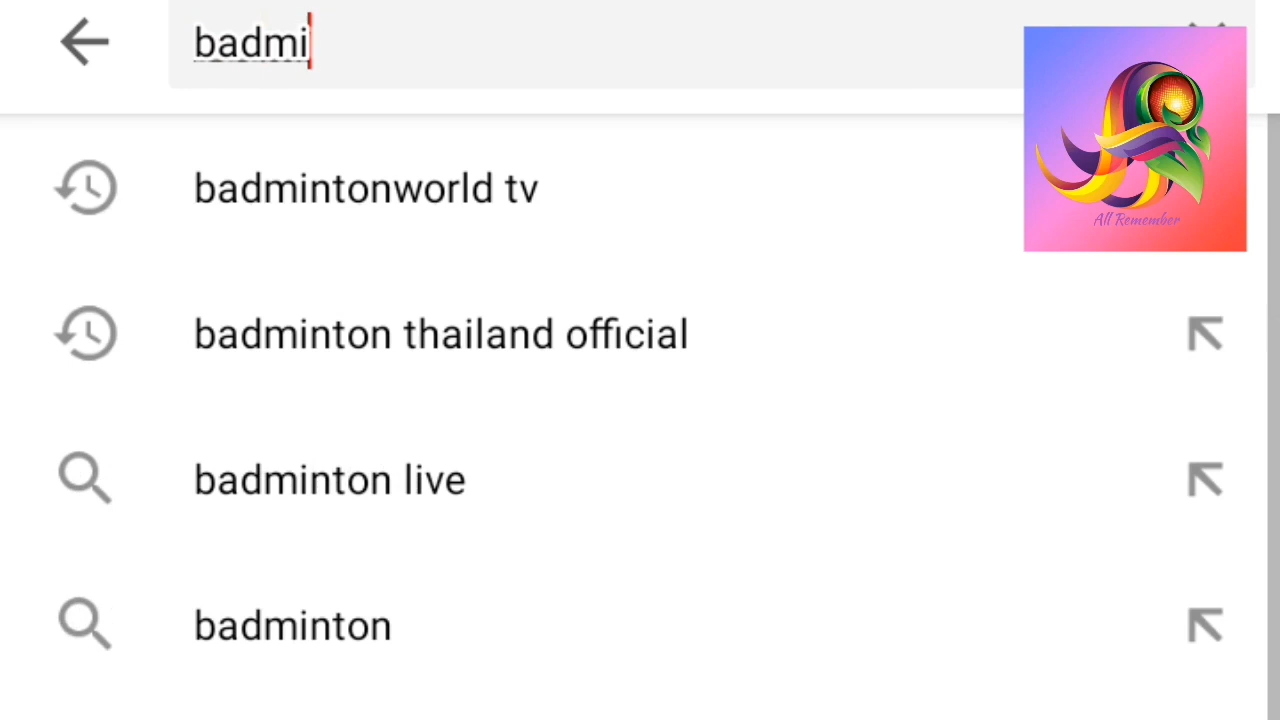 badmi
badmintonworld tv
All Remember
badminton thailand official
badminton live
badminton